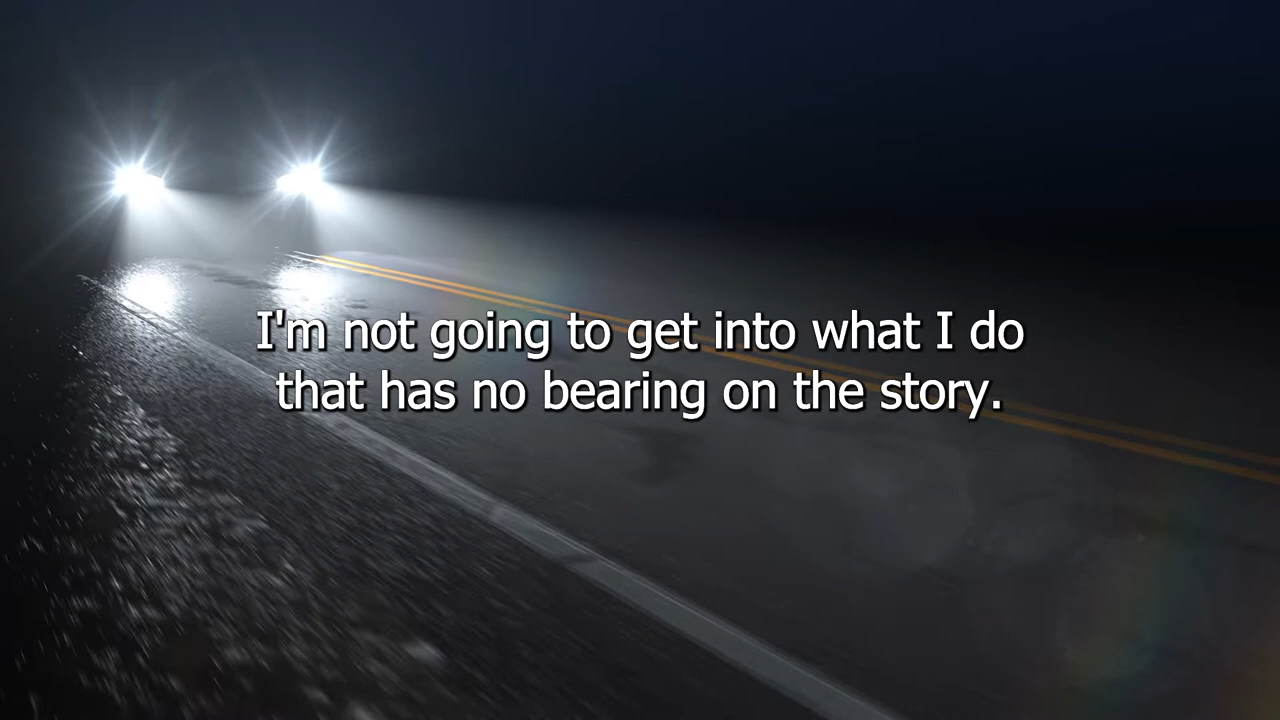 I'm not going to get into what I do
that has no bearing on the story.